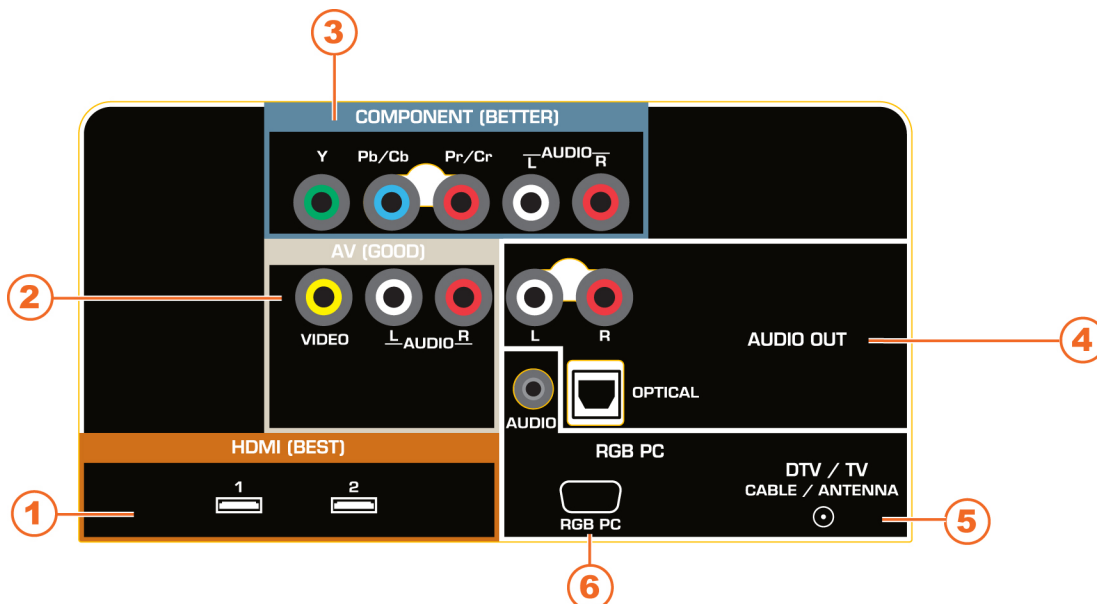 3
COMPONENT (BETTER)
Y Pb/Cb Pr/Cr L AUDIO R
AV (GOOD)
2
VIDEO L AUDIO R
L R
AUDIO OUT
4
OPTICAL
AUDIO
HDMI (BEST)
RGB PC
DTV / TV
CABLE / ANTENNA
1 2
1
RGB PC
5
6